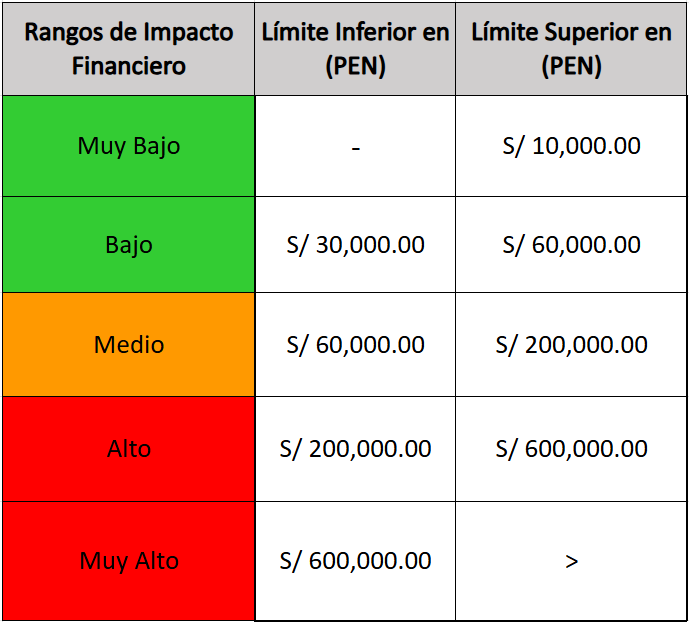 Rangos de Impacto Financiero | Límite Inferior en (PEN) | Límite Superior en (PEN)
Muy Bajo | - | S/ 10,000.00
Bajo | S/ 30,000.00 | S/ 60,000.00
Medio | S/ 60,000.00 | S/ 200,000.00
Alto | S/ 200,000.00 | S/ 600,000.00
Muy Alto | S/ 600,000.00 | >